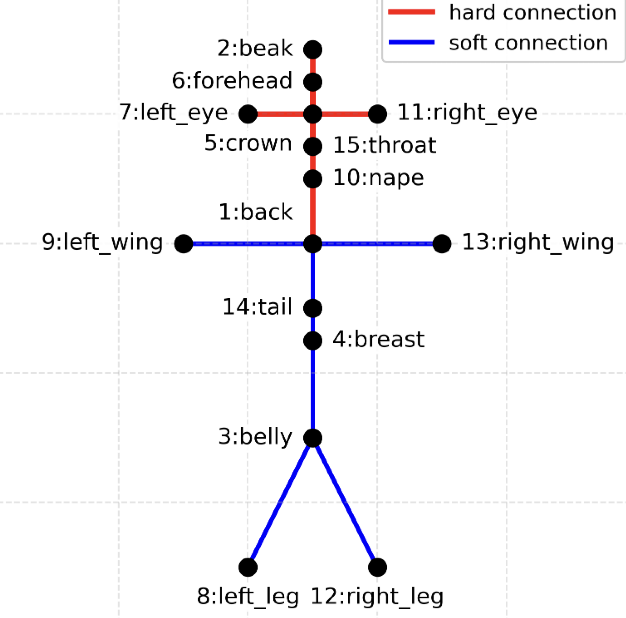 hard connection
soft connection
2:beak
6:forehead
7:left_eye
11:right_eye
5:crown
15:throat
10:nape
1:back
9:left_wing
13:right_wing
14:tail
4:breast
3:belly
8:left_leg
12:right_leg